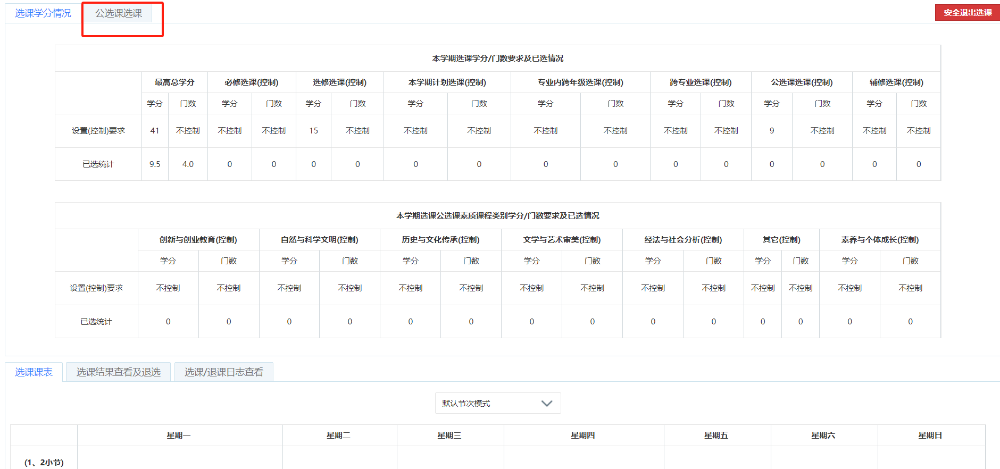 选课学分情况 公选课选课 安全退出选课
本学期选课学分/门数要求及已选情况
最高总学分 必修选课(控制) 选修选课(控制) 本学期计划选课(控制) 专业内跨年级选课(控制) 跨专业选课(控制) 公选课选课(控制) 辅修选课(控制)
学分 门数 学分 门数 学分 门数 学分 门数 学分 门数 学分 门数 学分 门数 学分 门数
设置(控制)要求 41 不控制 不控制 不控制 15 不控制 不控制 不控制 不控制 不控制 不控制 不控制 9 不控制 不控制 不控制
已选统计 9.5 4.0 0 0 0 0 0 0 0 0 0 0 0 0 0 0
本学期选课公选课素质课程类别学分/门数要求及已选情况
创新与创业教育(控制) 自然与科学文明(控制) 历史与文化传承(控制) 文学与艺术审美(控制) 经法与社会分析(控制) 其它(控制) 素养与个体成长(控制)
学分 门数 学分 门数 学分 门数 学分 门数 学分 门数 学分 门数 学分 门数
设置(控制)要求 不控制 不控制 不控制 不控制 不控制 不控制 不控制 不控制 不控制 不控制 不控制 不控制 不控制 不控制
已选统计 0 0 0 0 0 0 0 0 0 0 0 0 0 0
选课课表 选课结果查看及退选 选课/退课日志查看
默认节次模式
星期一 星期二 星期三 星期四 星期五 星期六 星期日
(1、2小节)